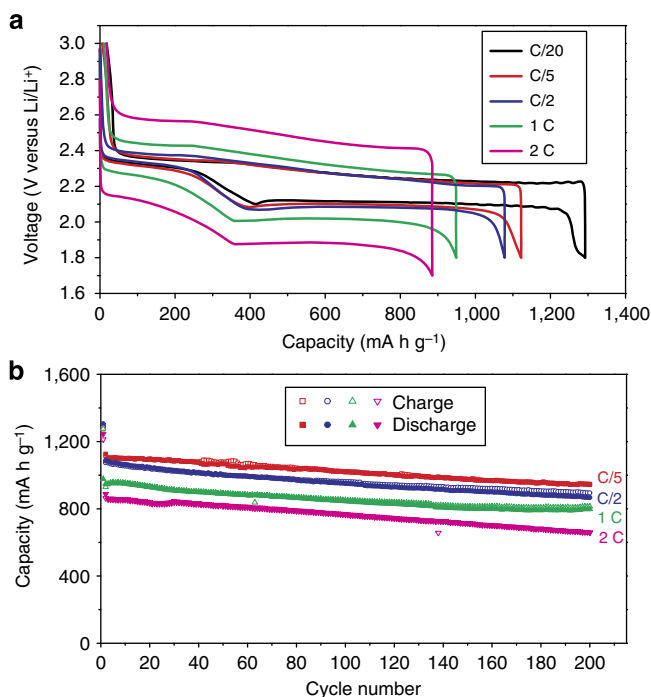 a
3.0
2.8
2.6
2.4
2.2
2.0
1.8
1.6
Voltage (V versus Li/Li⁺)
C/20
C/5
C/2
1 C
2 C
0 200 400 600 800 1,000 1,200 1,400
Capacity (mA h g⁻¹)
b
1,600
1,200
800
400
0
Capacity (mA h g⁻¹)
Charge
Discharge
C/5
C/2
1 C
2 C
0 20 40 60 80 100 120 140 160 180 200
Cycle number